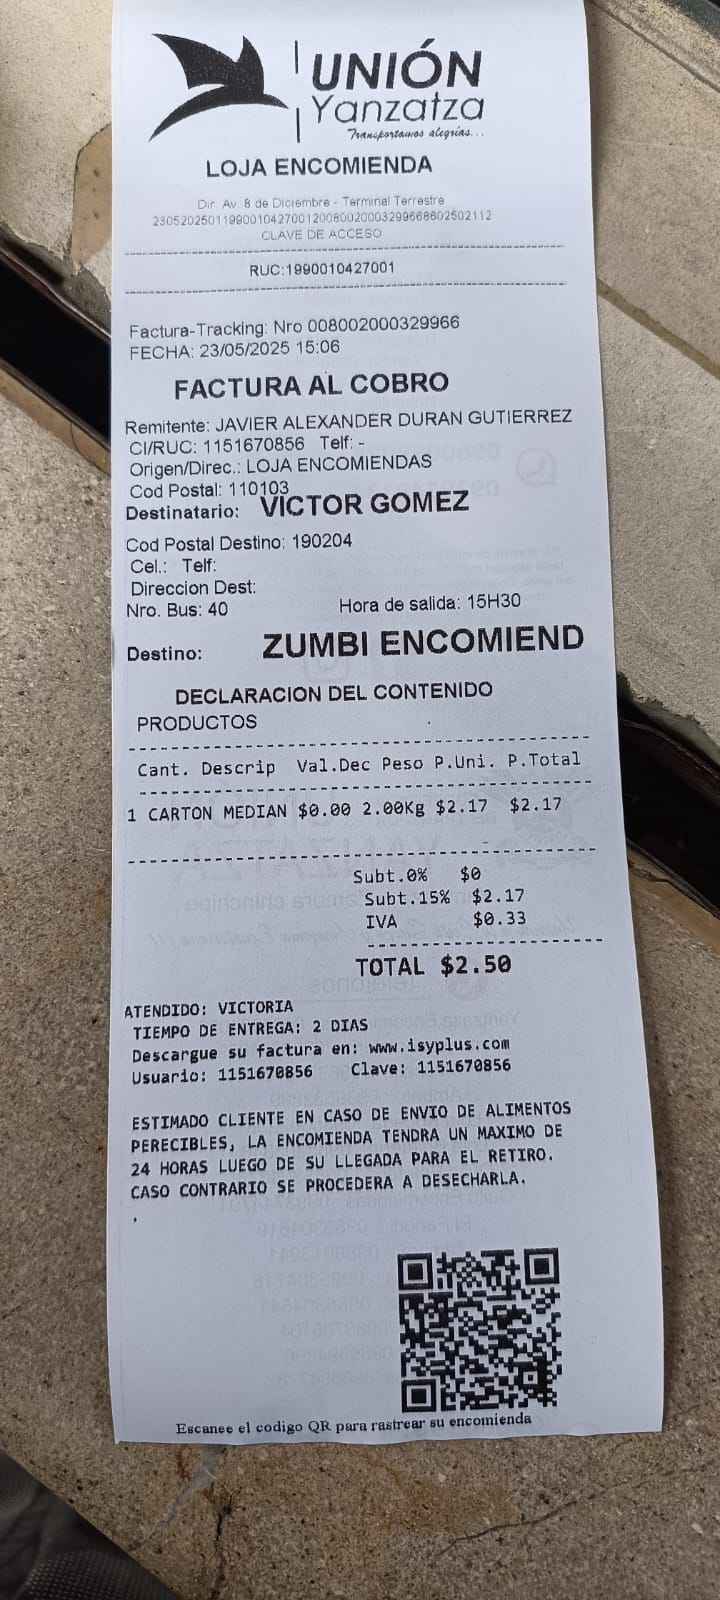 UNIÓN
Yanzatza
Transportamos alegrías...
LOJA ENCOMIENDA
Dir. Av. 8 de Diciembre - Terminal Terrestre
2305202501199001042700120080020003299668602502112
CLAVE DE ACCESO
RUC:1990010427001
Factura-Tracking: Nro 008002000329966
FECHA: 23/05/2025 15:06
FACTURA AL COBRO
Remitente: JAVIER ALEXANDER DURAN GUTIERREZ
CI/RUC: 1151670856 Telf: -
Origen/Direc.: LOJA ENCOMIENDAS
Cod Postal: 110103
Destinatario: VICTOR GOMEZ
Cod Postal Destino: 190204
Cel.: Telf:
Direccion Dest:
Nro. Bus: 40 Hora de salida: 15H30
Destino: ZUMBI ENCOMIEND
DECLARACION DEL CONTENIDO
PRODUCTOS
Cant. Descrip Val.Dec Peso P.Uni. P.Total
1 CARTON MEDIAN $0.00 2.00Kg $2.17 $2.17
Subt.0% $0
Subt.15% $2.17
IVA $0.33
TOTAL $2.50
ATENDIDO: VICTORIA
TIEMPO DE ENTREGA: 2 DIAS
Descargue su factura en: www.isyplus.com
Usuario: 1151670856 Clave: 1151670856
ESTIMADO CLIENTE EN CASO DE ENVIO DE ALIMENTOS
PERECIBLES, LA ENCOMIENDA TENDRA UN MAXIMO DE
24 HORAS LUEGO DE SU LLEGADA PARA EL RETIRO.
CASO CONTRARIO SE PROCEDERA A DESECHARLA.
.
Escanee el codigo QR para rastrear su encomienda